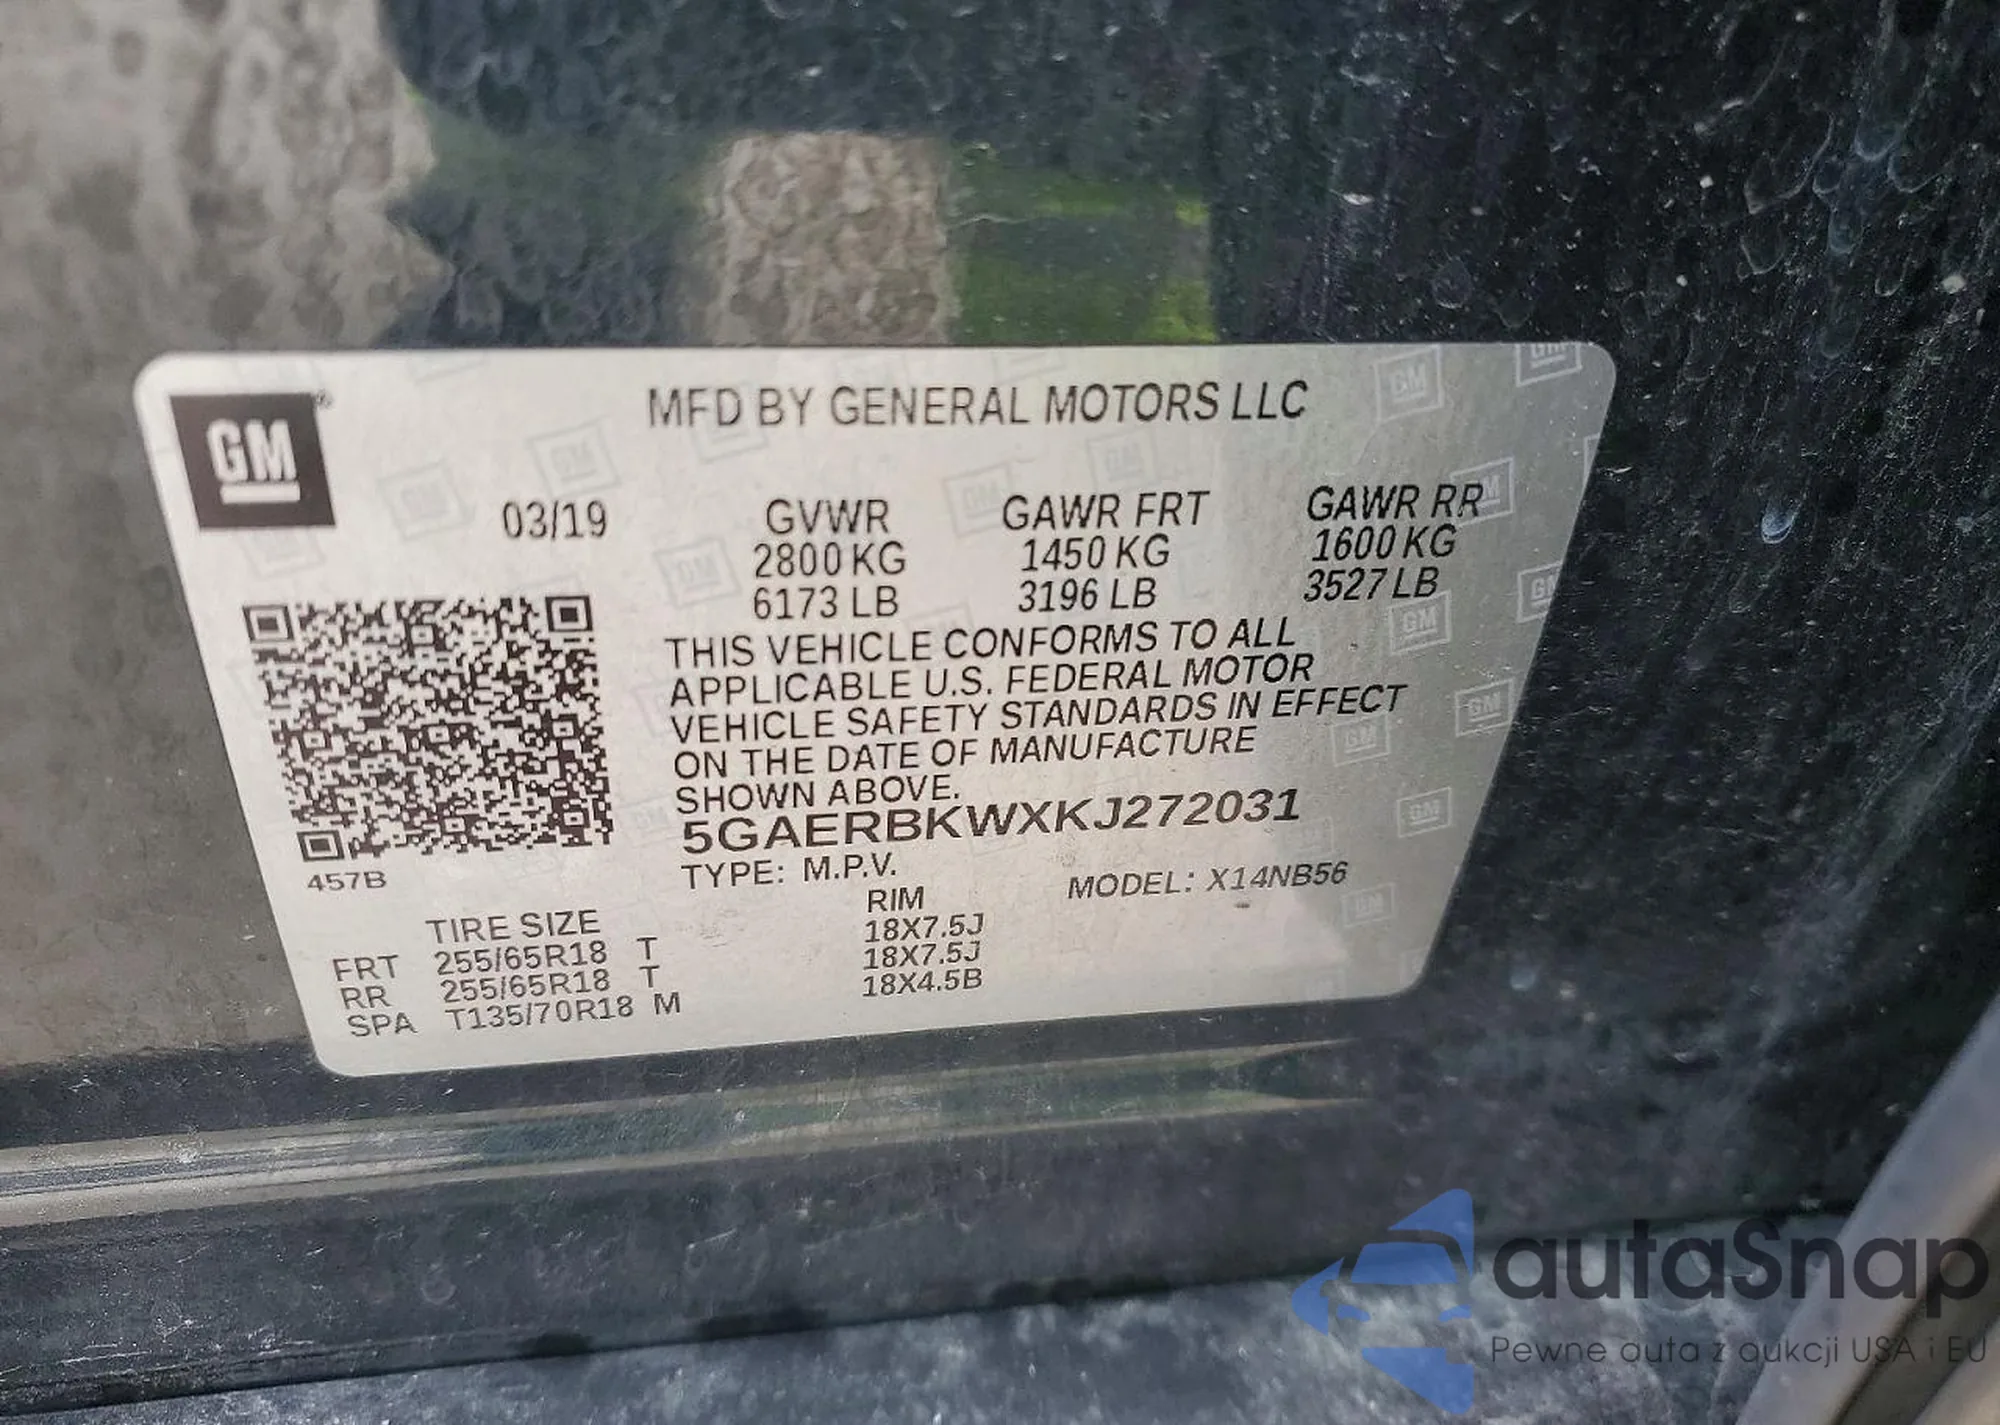 GM
MFD BY GENERAL MOTORS LLC
03/19 GVWR GAWR FRT GAWR RR
2800 KG 1450 KG 1600 KG
6173 LB 3196 LB 3527 LB
THIS VEHICLE CONFORMS TO ALL
APPLICABLE U.S. FEDERAL MOTOR
VEHICLE SAFETY STANDARDS IN EFFECT
ON THE DATE OF MANUFACTURE
SHOWN ABOVE.
5GAERBKWXKJ272031
457B
TYPE: M.P.V. MODEL: X14NB56
TIRE SIZE RIM
FRT 255/65R18 T 18X7.5J
RR 255/65R18 T 18X7.5J
SPA T135/70R18 M 18X4.5B
autaSnap
Pewne auta z aukcji USA i EU